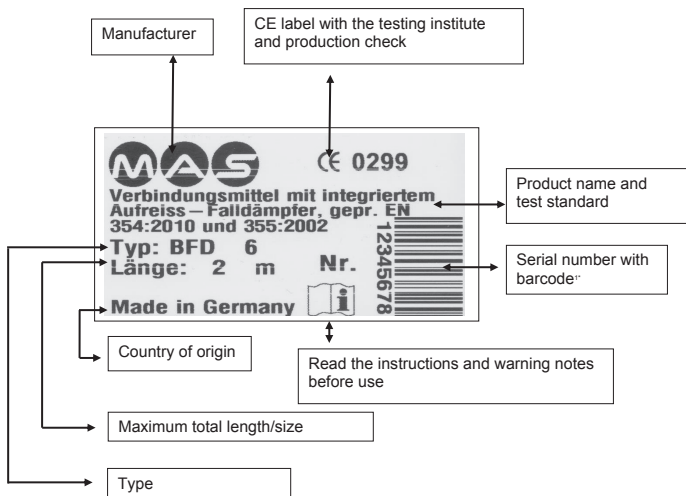 Manufacturer
CE label with the testing institute
and production check
MAS
CE 0299
Verbindungsmittel mit integriertem
Aufreiss – Falldämpfer, gepr. EN
354:2010 und 355:2002
Typ: BFD 6
Länge: 2 m
Nr.
12345678
Made in Germany
i
Product name and
test standard
Serial number with
barcode
Country of origin
Read the instructions and warning notes
before use
Maximum total length/size
Type